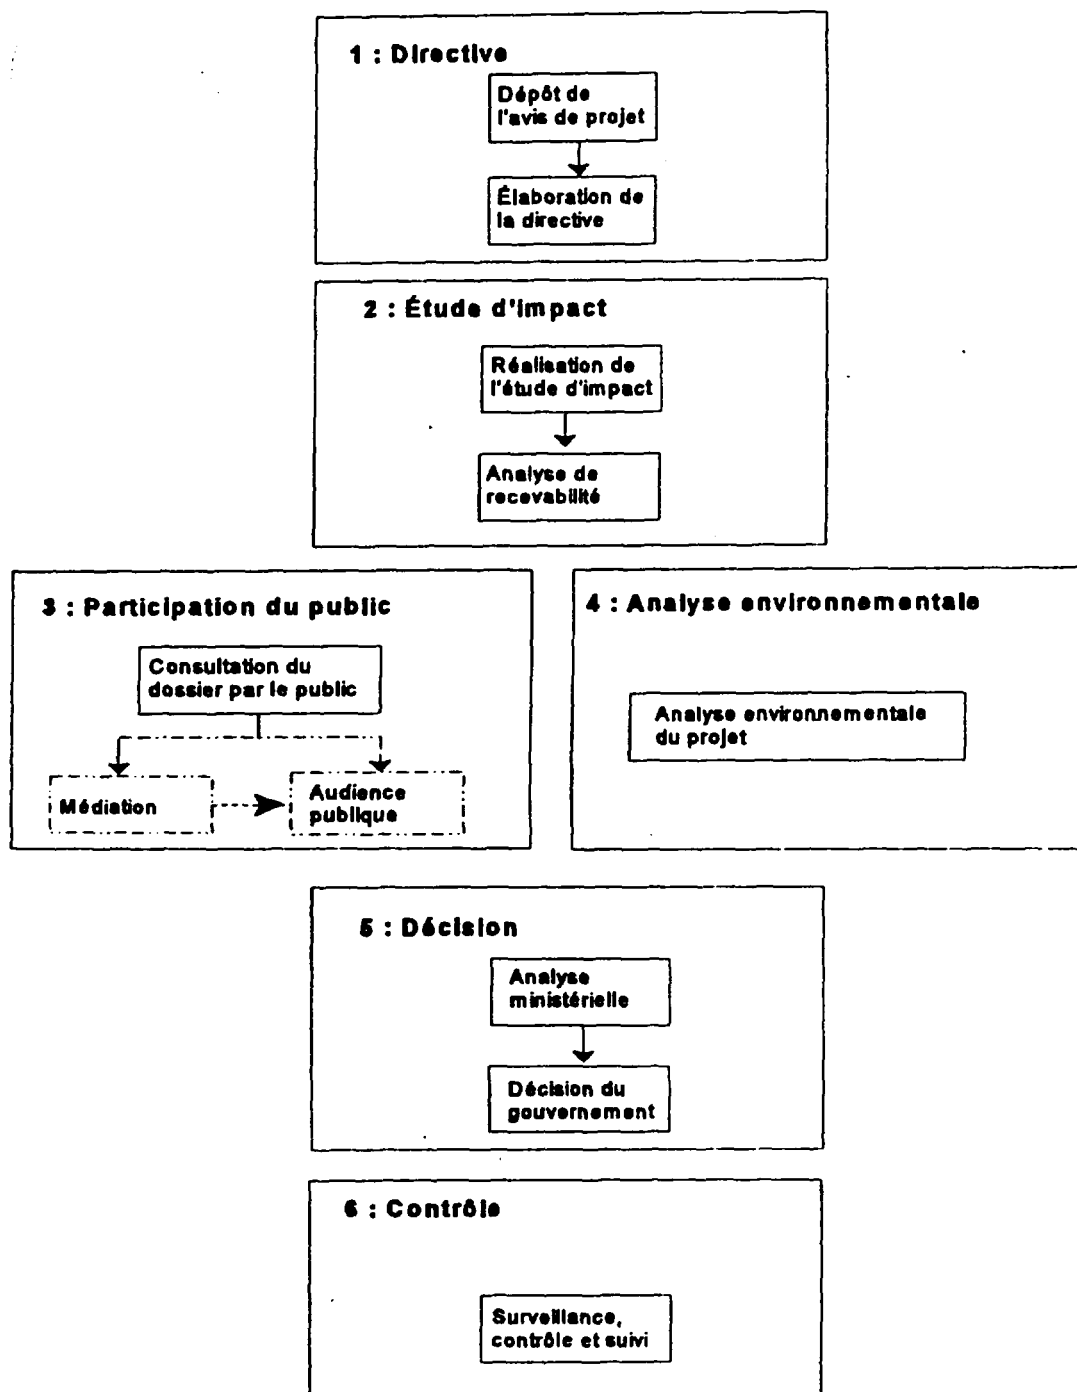 1 : Directive
Dépôt de
l'avis de projet
Élaboration de
la directive
2 : Étude d'impact
Réalisation de
l'étude d'impact
Analyse de
recevabilité
3 : Participation du public
Consultation du
dossier par le public
Médiation
Audience
publique
4 : Analyse environnementale
Analyse environnementale
du projet
5 : Décision
Analyse
ministérielle
Décision du
gouvernement
6 : Contrôle
Surveillance,
contrôle et suivi